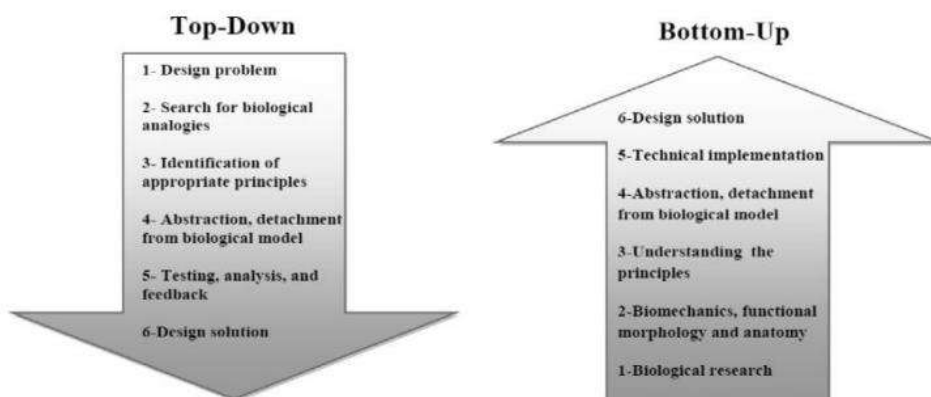 Top-Down
1- Design problem
2- Search for biological
analogies
3- Identification of
appropriate principles
4- Abstraction, detachment
from biological model
5- Testing, analysis, and
feedback
6-Design solution
Bottom-Up
6-Design solution
5-Technical implementation
4-Abstraction, detachment
from biological model
3-Understanding the
principles
2-Biomechanics, functional
morphology and anatomy
1-Biological research